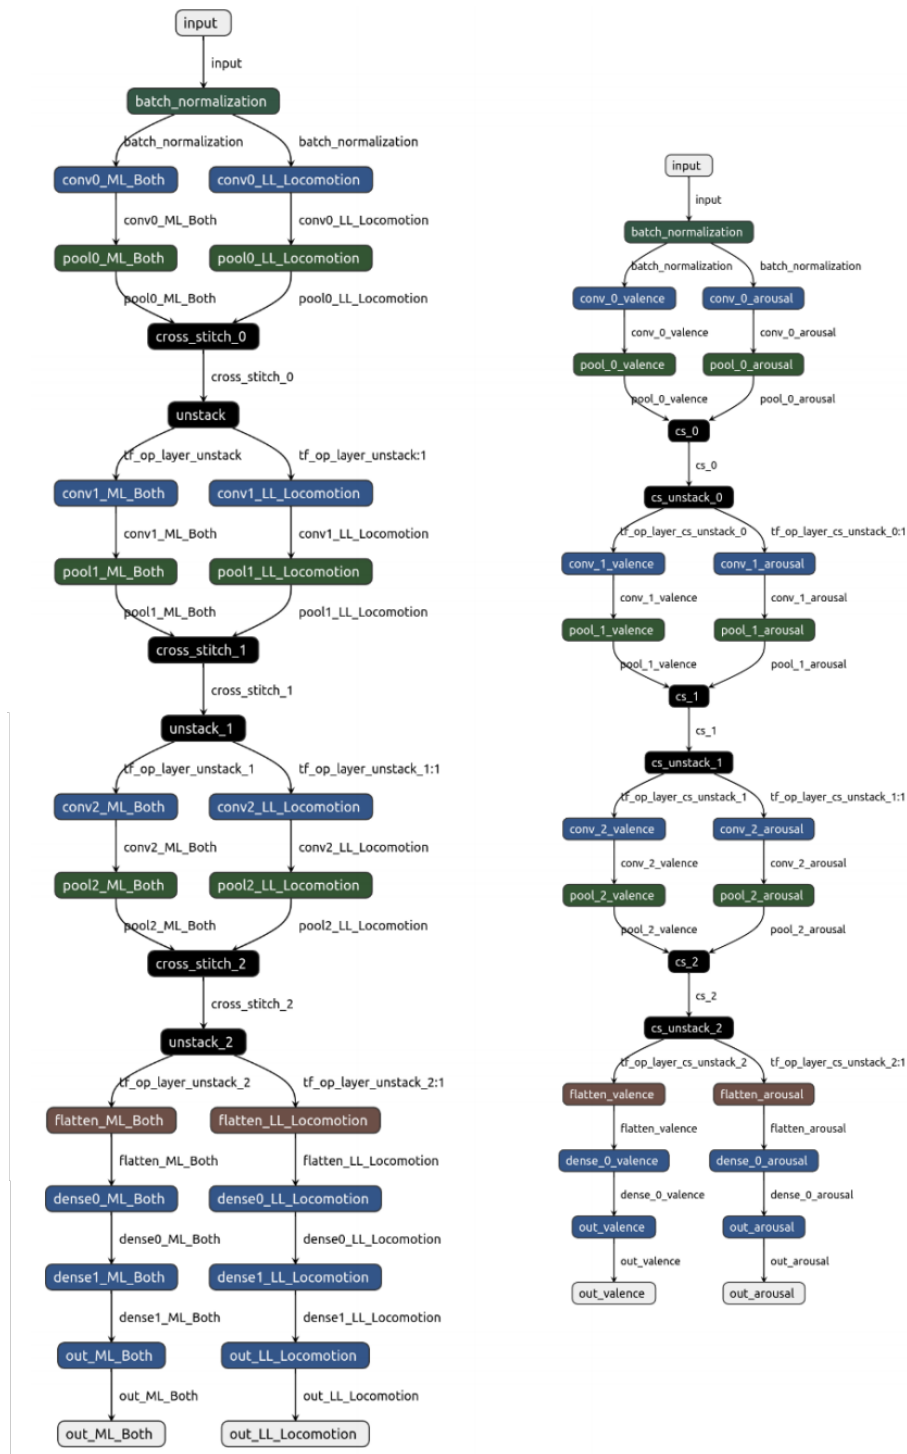 input
input
batch_normalization
batch_normalization
batch_normalization
conv0_ML_Both
conv0_LL_Locomotion
conv0_ML_Both
conv0_LL_Locomotion
pool0_ML_Both
pool0_LL_Locomotion
pool0_ML_Both
pool0_LL_Locomotion
cross_stitch_0
cross_stitch_0
unstack
tf_op_layer_unstack
tf_op_layer_unstack:1
conv1_ML_Both
conv1_LL_Locomotion
conv1_ML_Both
conv1_LL_Locomotion
pool1_ML_Both
pool1_LL_Locomotion
pool1_ML_Both
pool1_LL_Locomotion
cross_stitch_1
cross_stitch_1
unstack_1
tf_op_layer_unstack_1
tf_op_layer_unstack_1:1
conv2_ML_Both
conv2_LL_Locomotion
conv2_ML_Both
conv2_LL_Locomotion
pool2_ML_Both
pool2_LL_Locomotion
pool2_ML_Both
pool2_LL_Locomotion
cross_stitch_2
cross_stitch_2
unstack_2
tf_op_layer_unstack_2
tf_op_layer_unstack_2:1
flatten_ML_Both
flatten_LL_Locomotion
flatten_ML_Both
flatten_LL_Locomotion
dense0_ML_Both
dense0_LL_Locomotion
dense0_ML_Both
dense0_LL_Locomotion
dense1_ML_Both
dense1_LL_Locomotion
dense1_ML_Both
dense1_LL_Locomotion
out_ML_Both
out_LL_Locomotion
out_ML_Both
out_LL_Locomotion
out_ML_Both
out_LL_Locomotion
input
input
batch_normalization
batch_normalization
batch_normalization
conv_0_valence
conv_0_arousal
conv_0_valence
conv_0_arousal
pool_0_valence
pool_0_arousal
pool_0_valence
pool_0_arousal
cs_0
cs_0
cs_unstack_0
tf_op_layer_cs_unstack_0
tf_op_layer_cs_unstack_0:1
conv_1_valence
conv_1_arousal
conv_1_valence
conv_1_arousal
pool_1_valence
pool_1_arousal
pool_1_valence
pool_1_arousal
cs_1
cs_1
cs_unstack_1
tf_op_layer_cs_unstack_1
tf_op_layer_cs_unstack_1:1
conv_2_valence
conv_2_arousal
conv_2_valence
conv_2_arousal
pool_2_valence
pool_2_arousal
pool_2_valence
pool_2_arousal
cs_2
cs_2
cs_unstack_2
tf_op_layer_cs_unstack_2
tf_op_layer_cs_unstack_2:1
flatten_valence
flatten_arousal
flatten_valence
flatten_arousal
dense_0_valence
dense_0_arousal
dense_0_valence
dense_0_arousal
out_valence
out_arousal
out_valence
out_arousal
out_valence
out_arousal